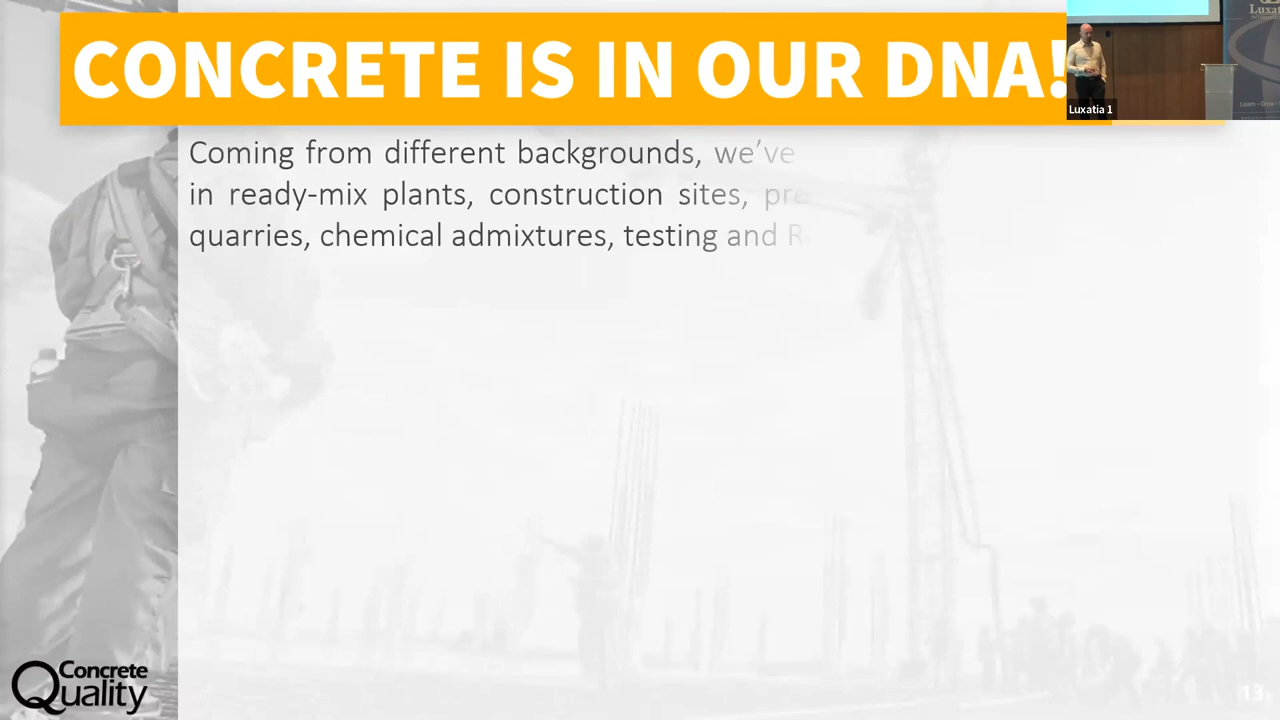 CONCRETE IS IN OUR DNA!
Luxatia 1
Coming from different backgrounds, we've
in ready-mix plants, construction sites,
quarries, chemical admixtures, testing and
Concrete
Quality
13